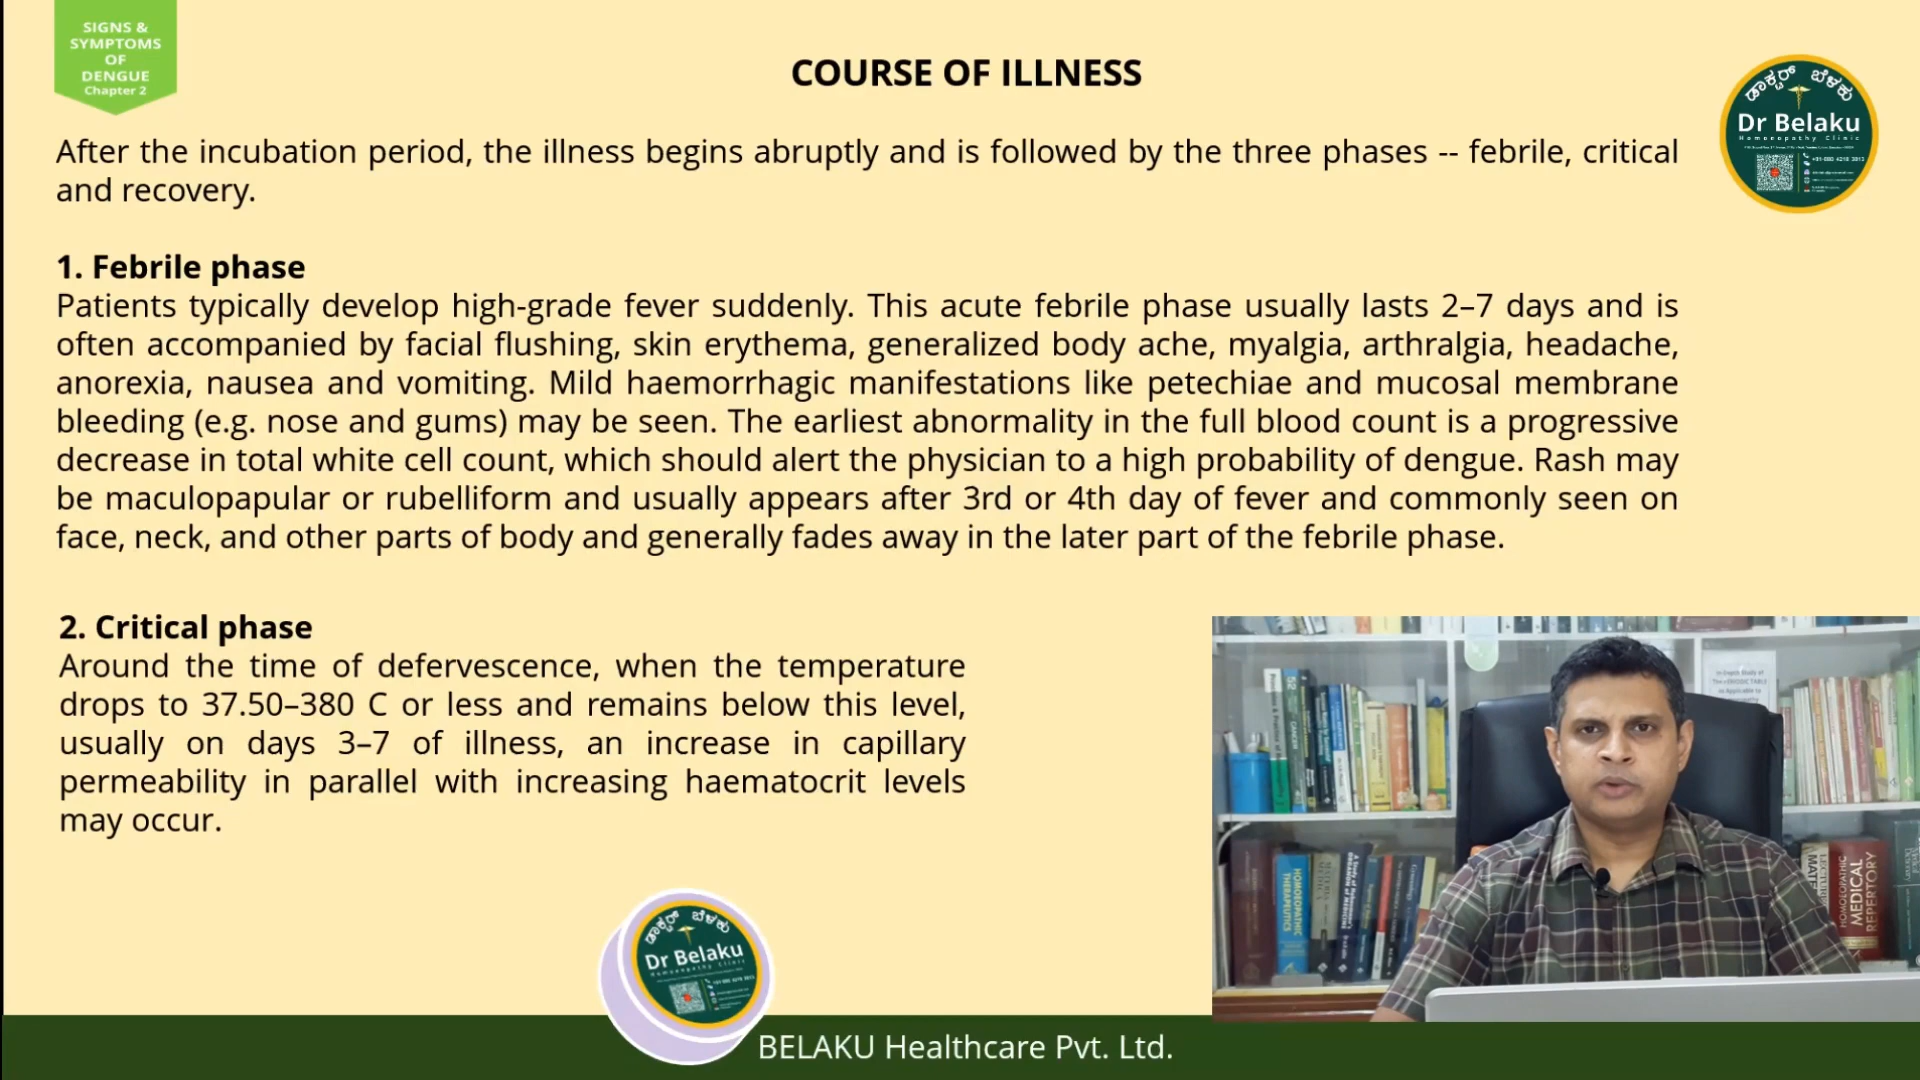 SIGNS &
SYMPTOMS
OF
DENGUE
Chapter 2
COURSE OF ILLNESS
ಡಾಕ್ಟರ್ ಬೆಳಕು
Dr Belaku
Homoeopathy Clinic
After the incubation period, the illness begins abruptly and is followed by the three phases -- febrile, critical
and recovery.
1. Febrile phase
Patients typically develop high-grade fever suddenly. This acute febrile phase usually lasts 2–7 days and is
often accompanied by facial flushing, skin erythema, generalized body ache, myalgia, arthralgia, headache,
anorexia, nausea and vomiting. Mild haemorrhagic manifestations like petechiae and mucosal membrane
bleeding (e.g. nose and gums) may be seen. The earliest abnormality in the full blood count is a progressive
decrease in total white cell count, which should alert the physician to a high probability of dengue. Rash may
be maculopapular or rubelliform and usually appears after 3rd or 4th day of fever and commonly seen on
face, neck, and other parts of body and generally fades away in the later part of the febrile phase.
2. Critical phase
Around the time of defervescence, when the temperature
drops to 37.50–380 C or less and remains below this level,
usually on days 3–7 of illness, an increase in capillary
permeability in parallel with increasing haematocrit levels
may occur.
HOMOEOPATHIC
THERAPEUTICS
HOMOEOPATHIC
MEDICAL
REPERTORY
ಡಾಕ್ಟರ್ ಬೆಳಕು
Dr Belaku
Homoeopathy Clinic
BELAKU Healthcare Pvt. Ltd.